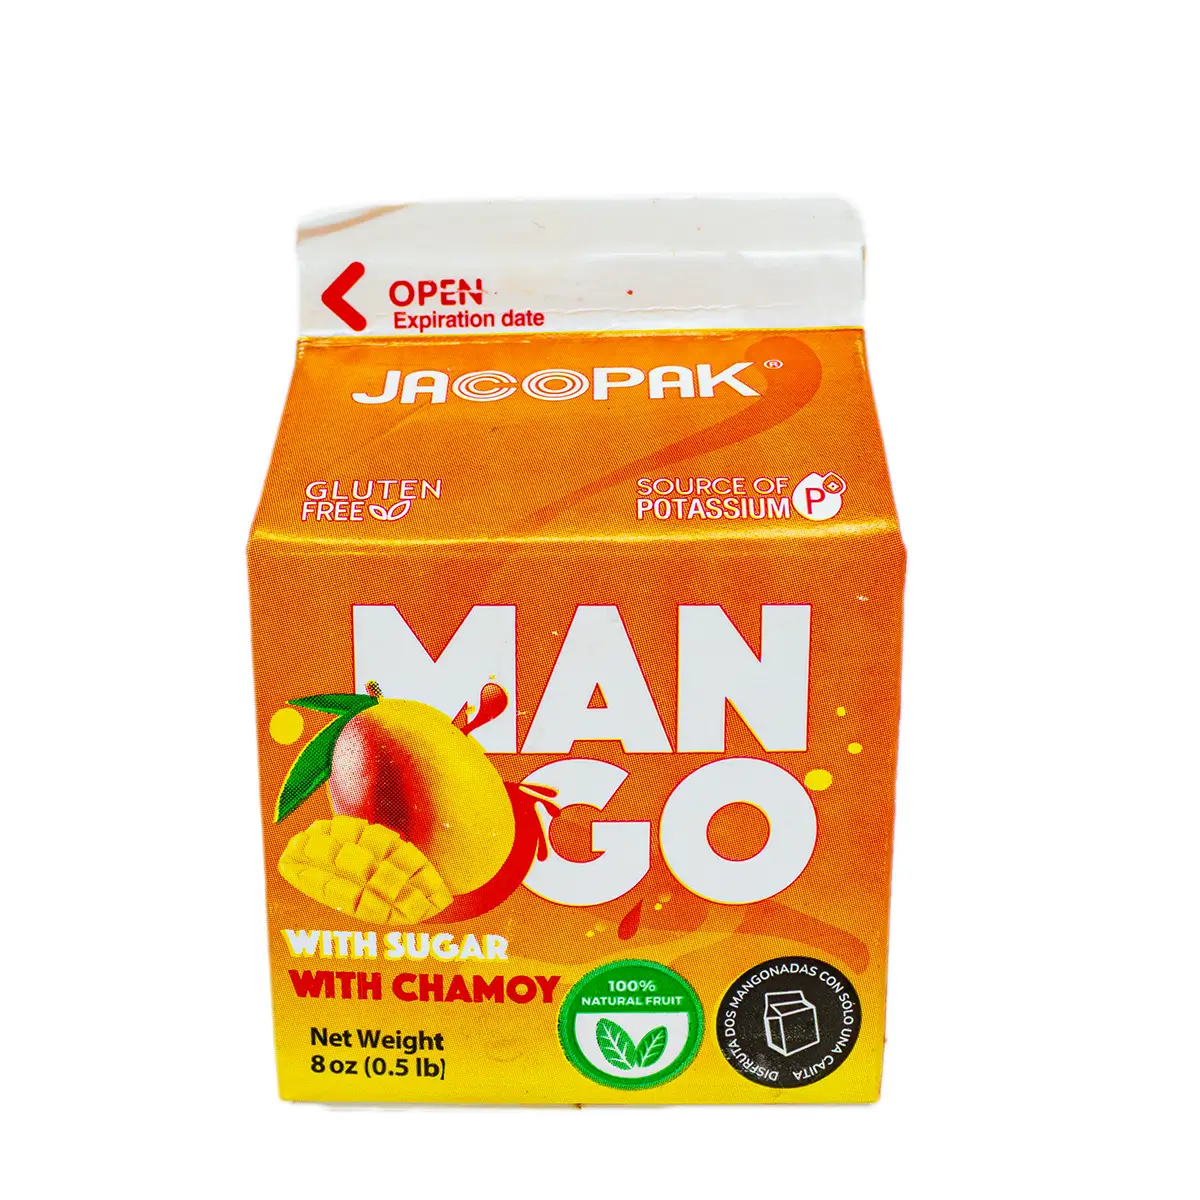 OPEN
Expiration date
JACOPAK®
GLUTEN
FREE
SOURCE OF
POTASSIUM P
MAN
GO
WITH SUGAR
WITH CHAMOY
Net Weight
8 oz (0.5 lb)
100%
NATURAL FRUIT
DISFRUTA DOS MANGONADAS CON SÓLO UNA CAJITA